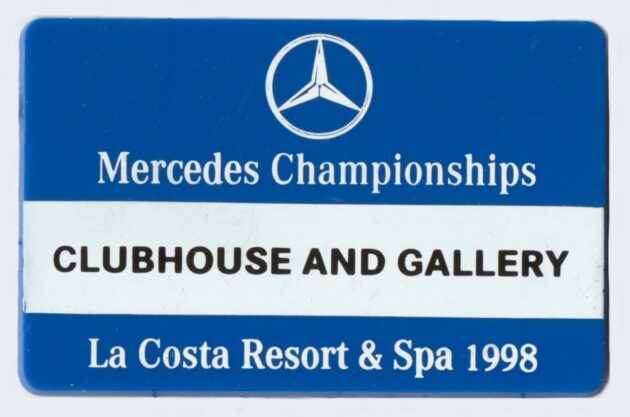 Mercedes Championships
CLUBHOUSE AND GALLERY
La Costa Resort & Spa 1998